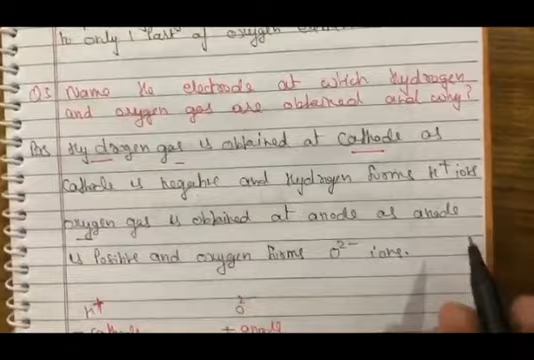 to only 1 part of oxygen
Q3 Name the electrode at which Hydrogen
and oxygen gas are obtained and why?
Ans Hydrogen gas is obtained at cathode as
cathode is negative and Hydrogen forms H+ ions
oxygen gas is obtained at anode as anode
is Positive and oxygen forms O2- ions.
H+ O2-
- cathode + anode